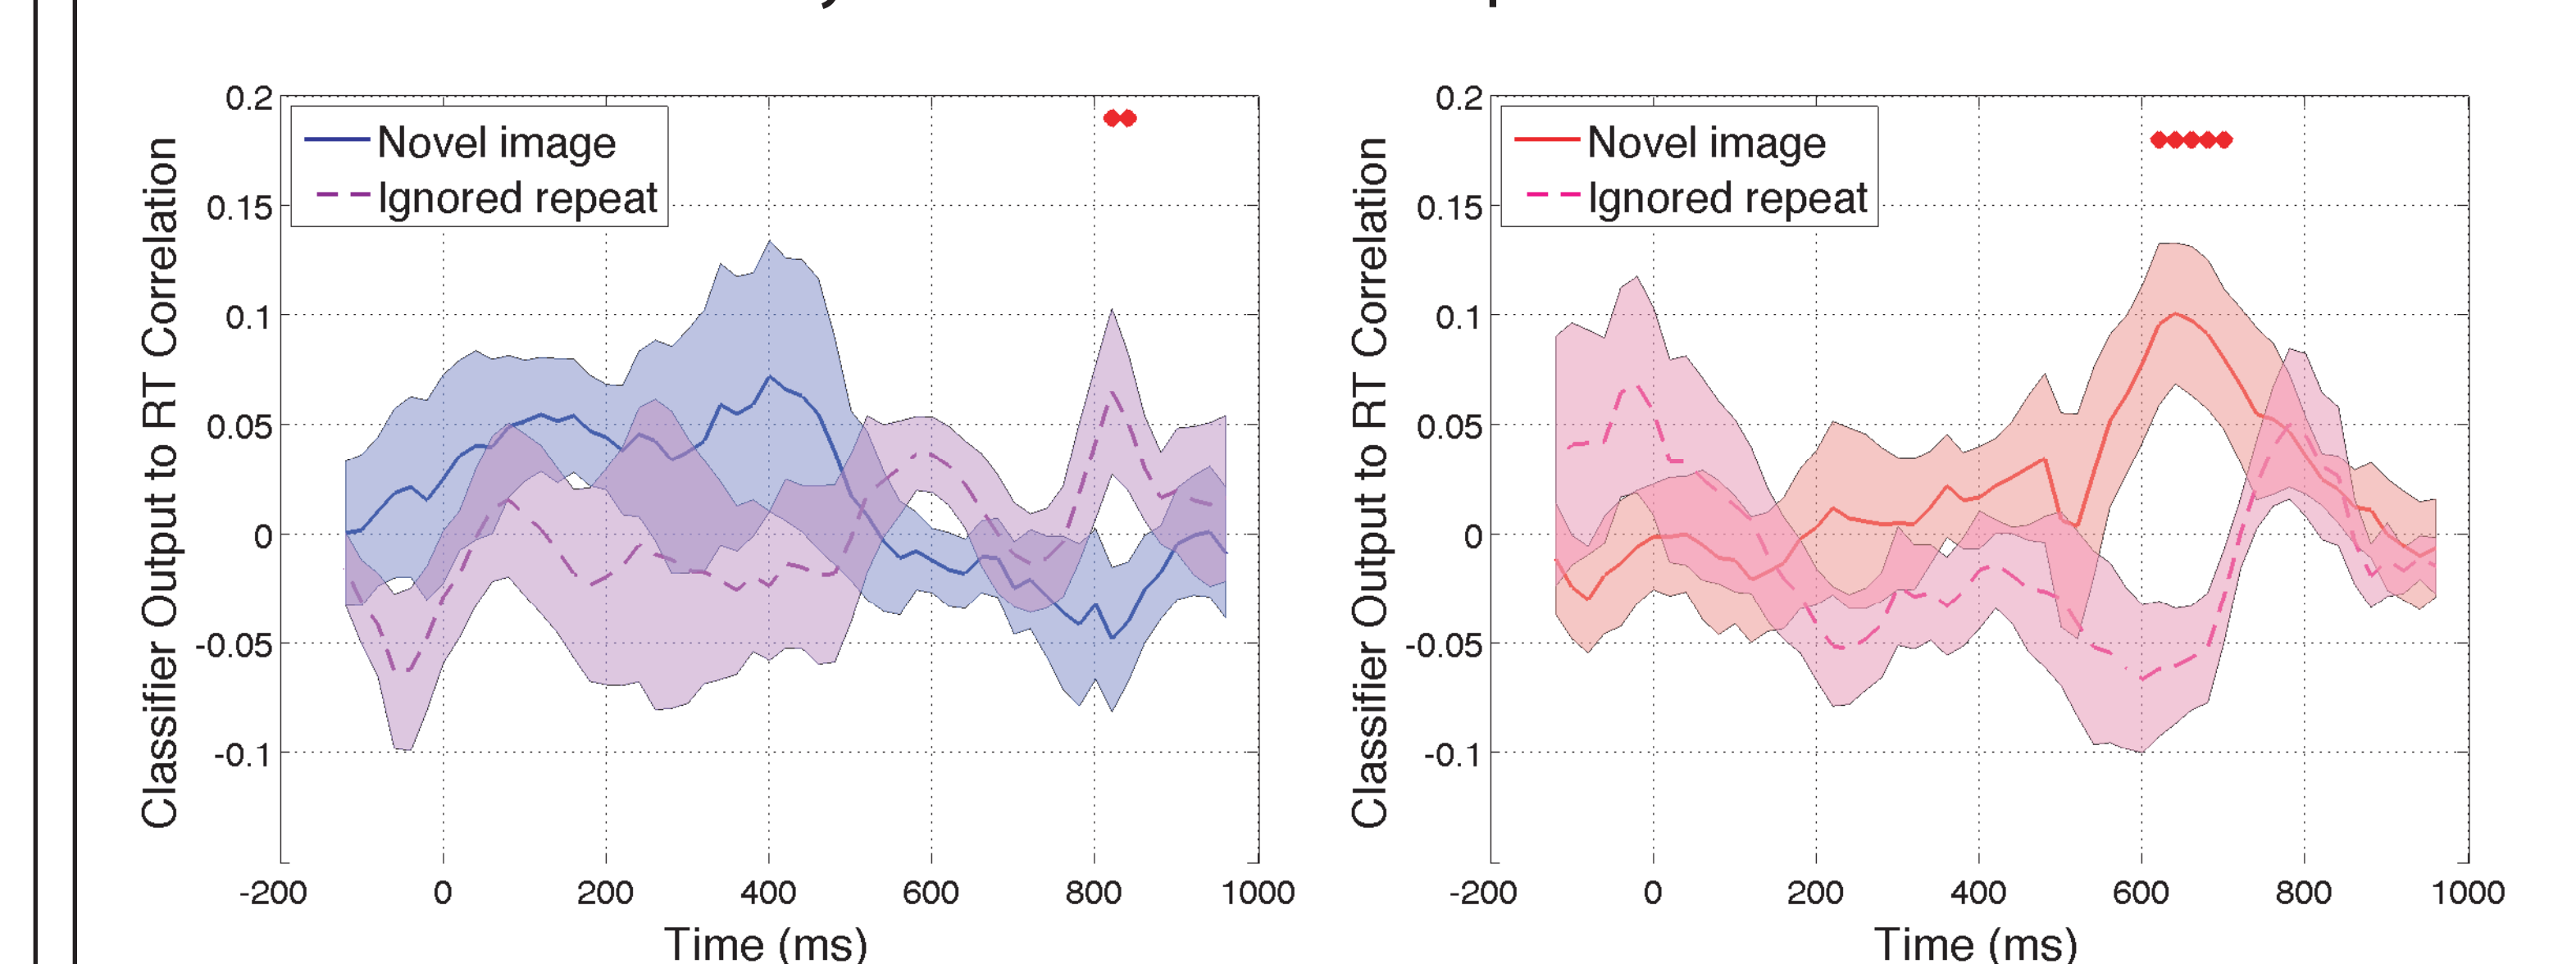 Novel image
Ignored repeat
0.2
0.15
0.1
0.05
0
-0.05
-0.1
Classifier Output to RT Correlation
-200 0 200 400 600 800 1000
Time (ms)
Novel image
Ignored repeat
0.2
0.15
0.1
0.05
0
-0.05
-0.1
Classifier Output to RT Correlation
-200 0 200 400 600 800 1000
Time (ms)